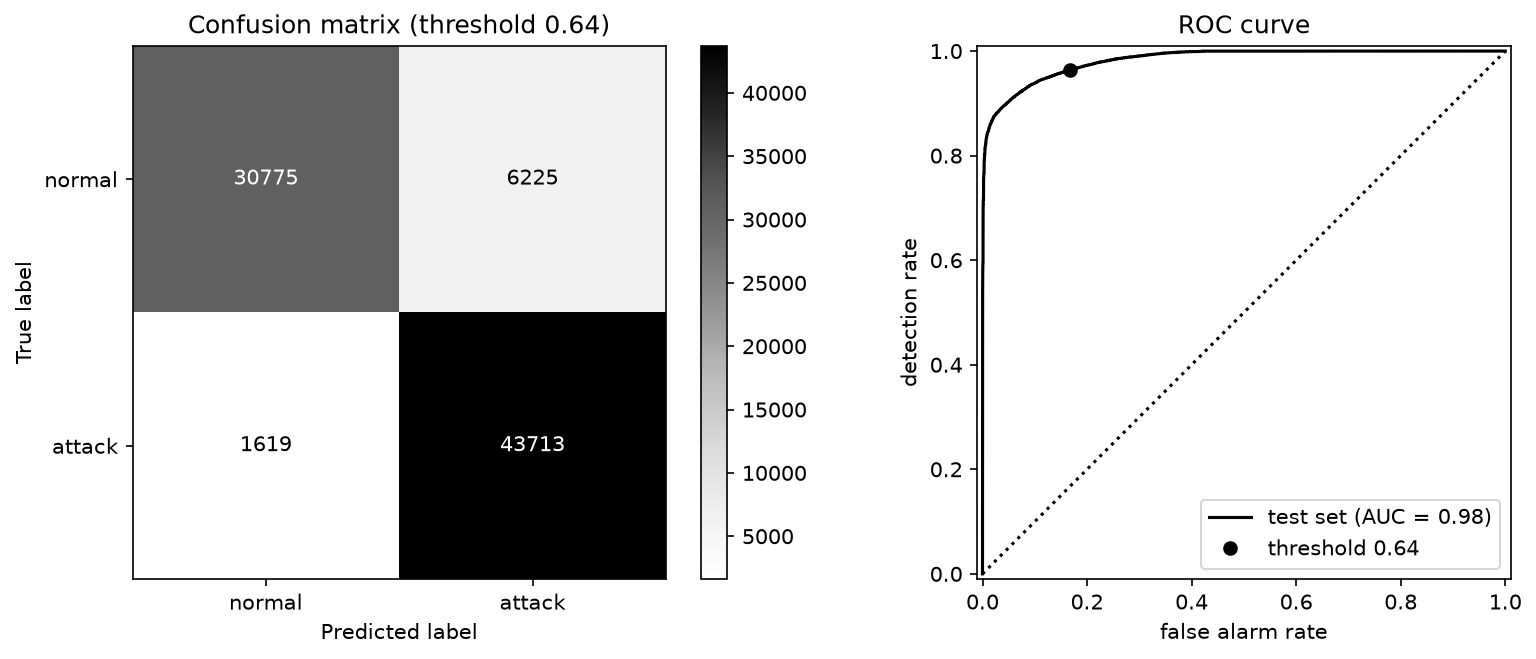 Confusion matrix (threshold 0.64)
True label
normal
attack
30775
6225
1619
43713
normal
attack
Predicted label
40000
35000
30000
25000
20000
15000
10000
5000
ROC curve
detection rate
1.0
0.8
0.6
0.4
0.2
0.0
test set (AUC = 0.98)
threshold 0.64
0.0
0.2
0.4
0.6
0.8
1.0
false alarm rate